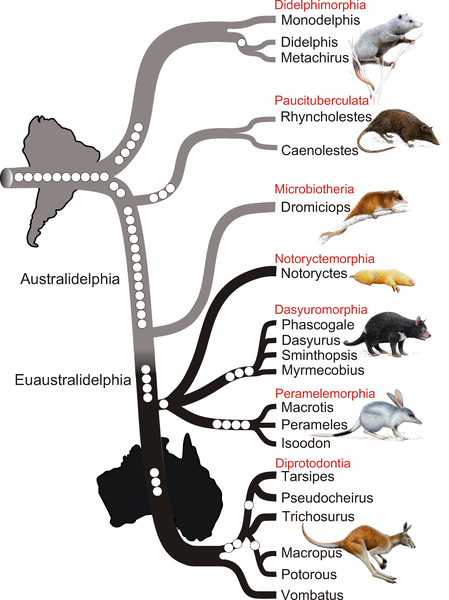 Didelphimorphia
Monodelphis
Didelphis
Metachirus
Paucituberculata
Rhyncholestes
Caenolestes
Microbiotheria
Dromiciops
Notoryctemorphia
Notoryctes
Australidelphia
Dasyuromorphia
Phascogale
Dasyurus
Sminthopsis
Myrmecobius
Euaustralidelphia
Peramelemorphia
Macrotis
Perameles
Isoodon
Diprotodontia
Tarsipes
Pseudocheirus
Trichosurus
Macropus
Potorous
Vombatus